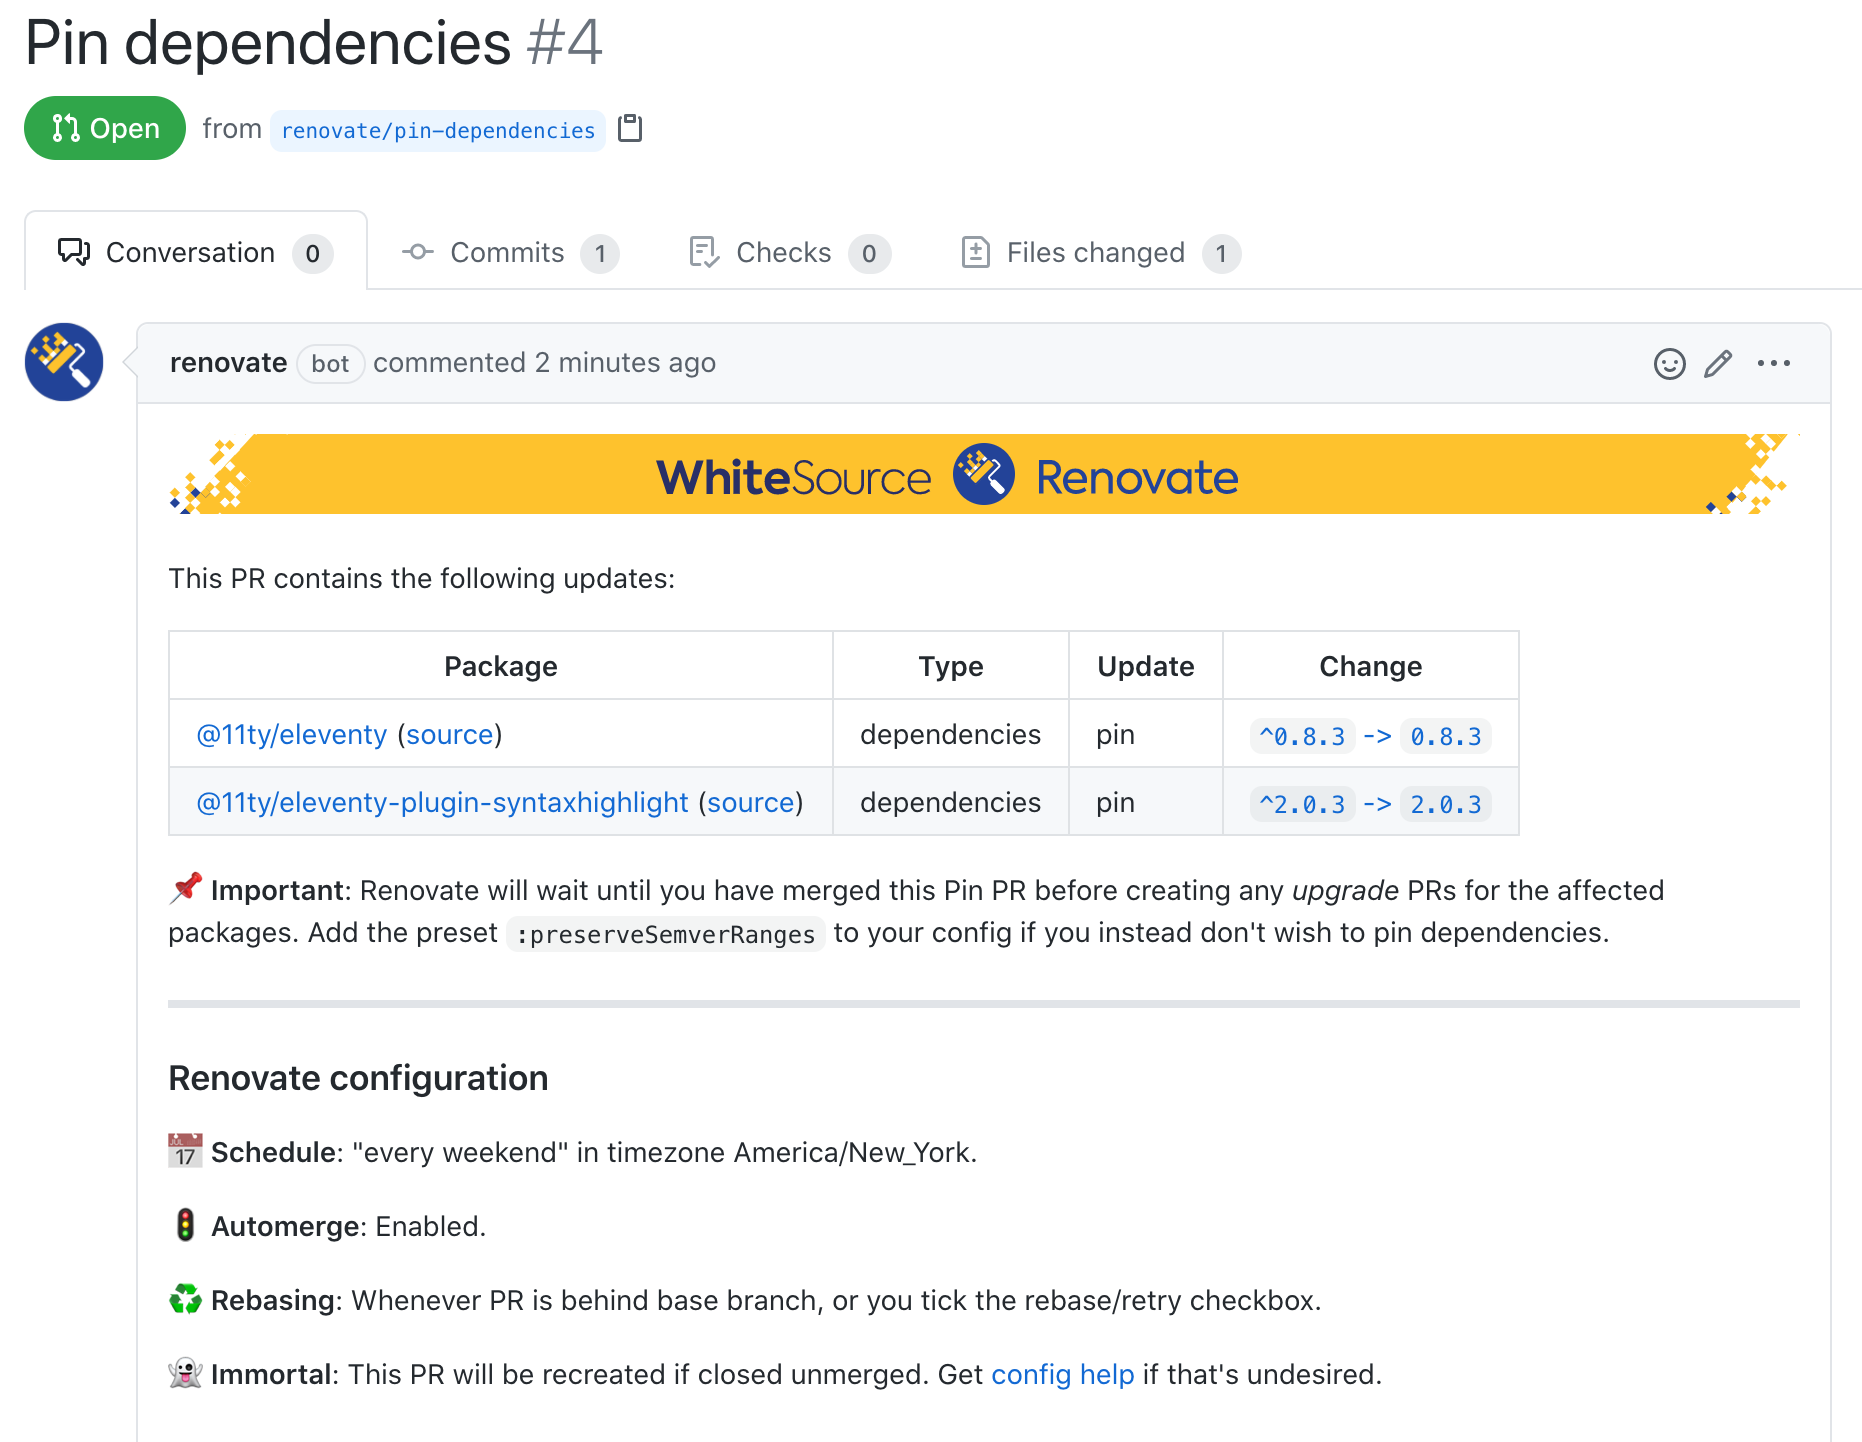 Pin dependencies #4
Open from renovate/pin-dependencies
Conversation 0 Commits 1 Checks 0 Files changed 1
renovate bot commented 2 minutes ago
WhiteSource Renovate
This PR contains the following updates:
Package Type Update Change
@11ty/eleventy (source) dependencies pin ^0.8.3 -> 0.8.3
@11ty/eleventy-plugin-syntaxhighlight (source) dependencies pin ^2.0.3 -> 2.0.3
📌 Important: Renovate will wait until you have merged this Pin PR before creating any upgrade PRs for the affected
packages. Add the preset :preserveSemverRanges to your config if you instead don't wish to pin dependencies.
Renovate configuration
📅 Schedule: "every weekend" in timezone America/New_York.
🚦 Automerge: Enabled.
♻️ Rebasing: Whenever PR is behind base branch, or you tick the rebase/retry checkbox.
👻 Immortal: This PR will be recreated if closed unmerged. Get config help if that's undesired.